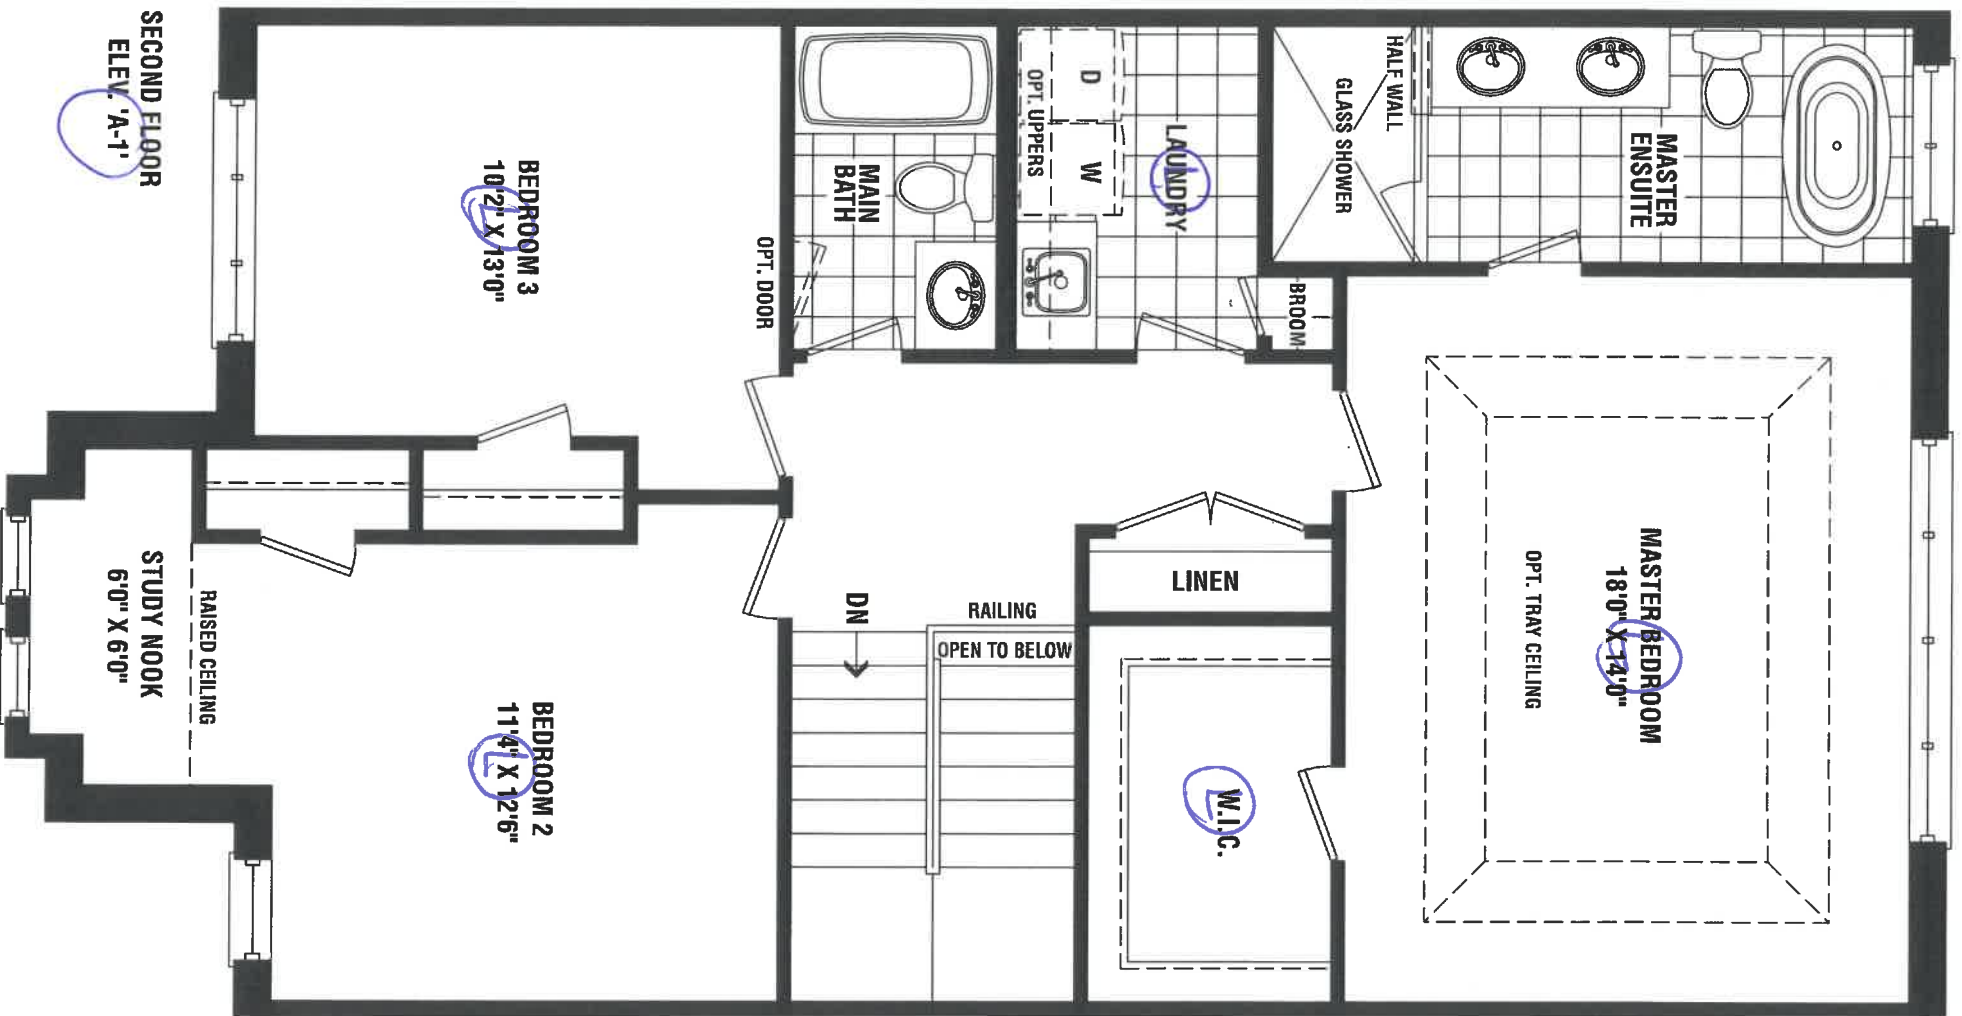 SECOND FLOOR
ELEV. 'A-1'
BEDROOM 3
10'2" X 13'0"
OPT. DOOR
MAIN
BATH
D
W
OPT. UPPERS
LAUNDRY
BROOM
HALF WALL
GLASS SHOWER
MASTER
ENSUITE
MASTER BEDROOM
18'0" X 14'0"
OPT. TRAY CEILING
LINEN
RAILING
OPEN TO BELOW
DN
W.I.C.
BEDROOM 2
11'4" X 12'6"
RAISED CEILING
STUDY NOOK
6'0" X 6'0"
L
L
L
L
L